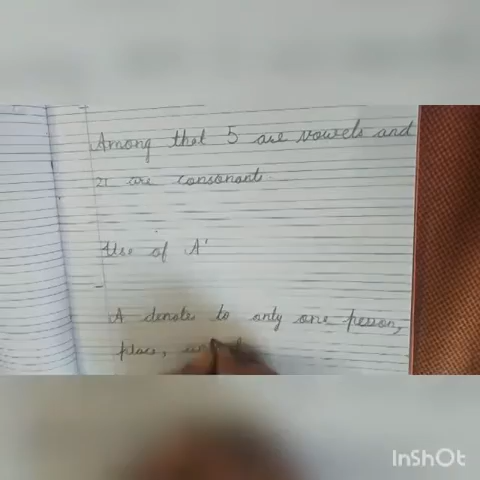 Among that 5 are vowels and
21 are consonants.
Use of 'A'
A denote to only one person,
place,
InShOt